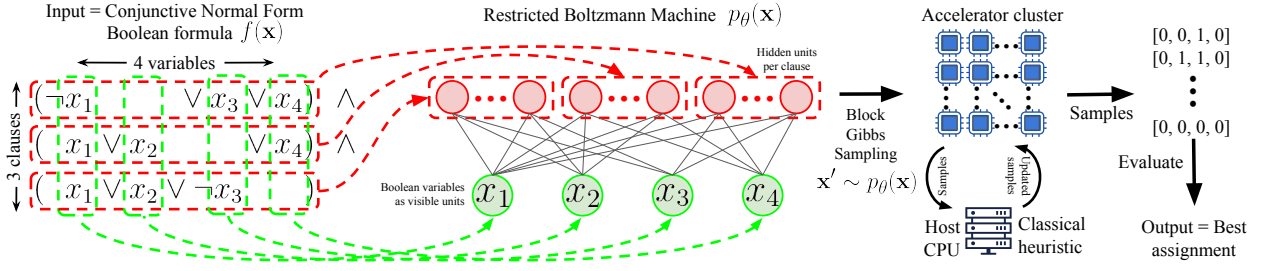 Input = Conjunctive Normal Form
Boolean formula f(x)
4 variables
3 clauses
(¬x₁ ∨ x₃ ∨ x₄) ∧
( x₁ ∨ x₂ ∨ x₄) ∧
( x₁ ∨ x₂ ∨ ¬x₃ )
Restricted Boltzmann Machine p_θ(x)
Hidden units
per clause
Boolean variables
as visible units
x₁ x₂ x₃ x₄
Block
Gibbs
Sampling
x′ ∼ p_θ(x)
Accelerator cluster
Samples
Updated
samples
Host
CPU
Classical
heuristic
Samples
[0, 0, 1, 0]
[0, 1, 1, 0]
[0, 0, 0, 0]
Evaluate
Output = Best
assignment